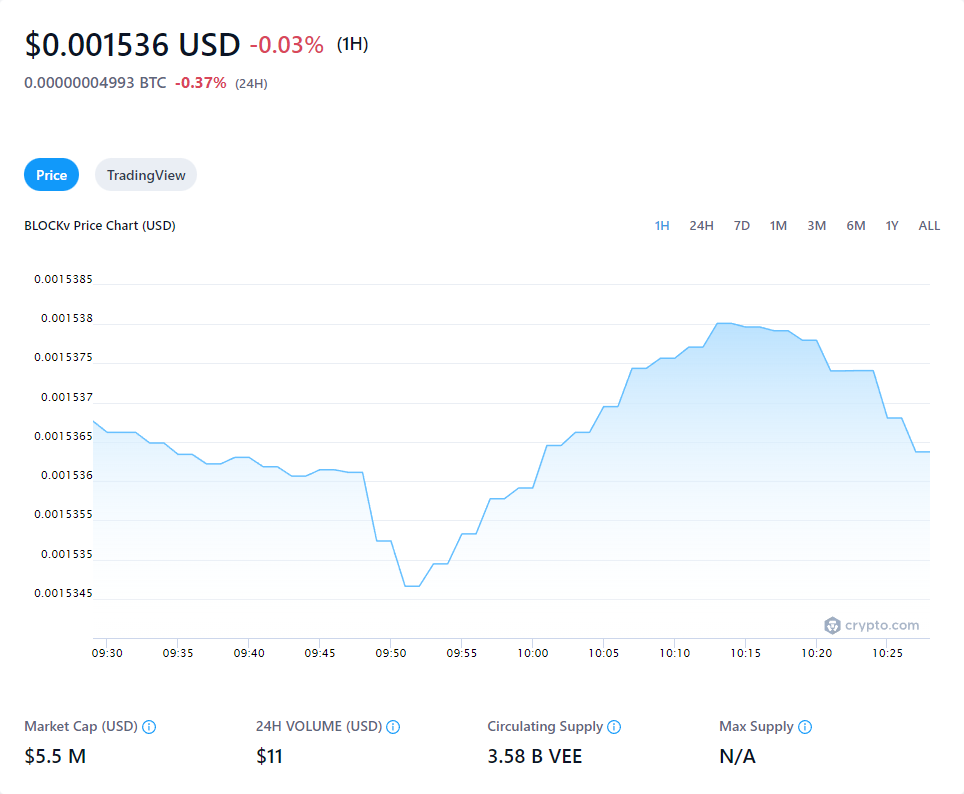 $0.001536 USD -0.03% (1H)
0.00000004993 BTC -0.37% (24H)
Price TradingView
BLOCKv Price Chart (USD) 1H 24H 7D 1M 3M 6M 1Y ALL
0.0015385
0.001538
0.0015375
0.001537
0.0015365
0.001536
0.0015355
0.001535
0.0015345
crypto.com
09:30 09:35 09:40 09:45 09:50 09:55 10:00 10:05 10:10 10:15 10:20 10:25
Market Cap (USD) 24H VOLUME (USD) Circulating Supply Max Supply
$5.5 M $11 3.58 B VEE N/A